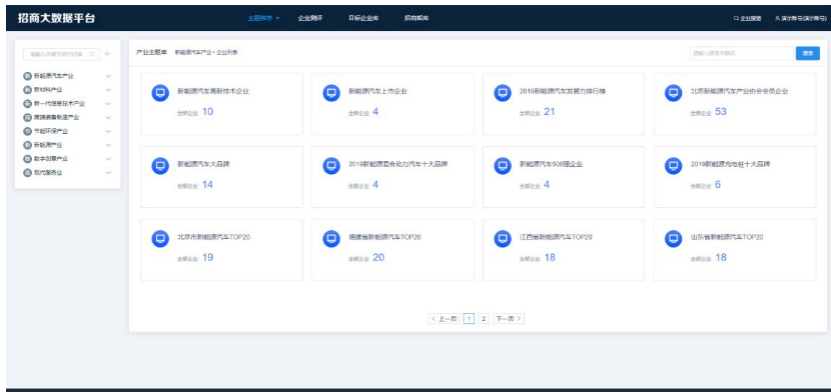 招商大数据平台
主题推荐 企业测评 目标企业库 招商服务
产业主题库 新能源汽车产业 > 企业列表
搜索
新能源汽车产业
新材料产业
新一代信息技术产业
高端装备制造产业
节能环保产业
新能源产业
数字创意产业
现代服务业
新能源汽车高新技术企业
全部企业 10
新能源汽车上市企业
全部企业 4
2019新能源汽车发展力排行榜
全部企业 21
北京新能源汽车产业协会会员企业
全部企业 53
新能源汽车大品牌
全部企业 14
2019新能源混合动力汽车十大品牌
全部企业 4
新能源汽车500强企业
全部企业 4
2019新能源充电桩十大品牌
全部企业 6
北京市新能源汽车TOP20
全部企业 19
福建省新能源汽车TOP20
全部企业 20
江西省新能源汽车TOP20
全部企业 18
山东省新能源汽车TOP20
全部企业 18
< 上一页 1 2 下一页 >